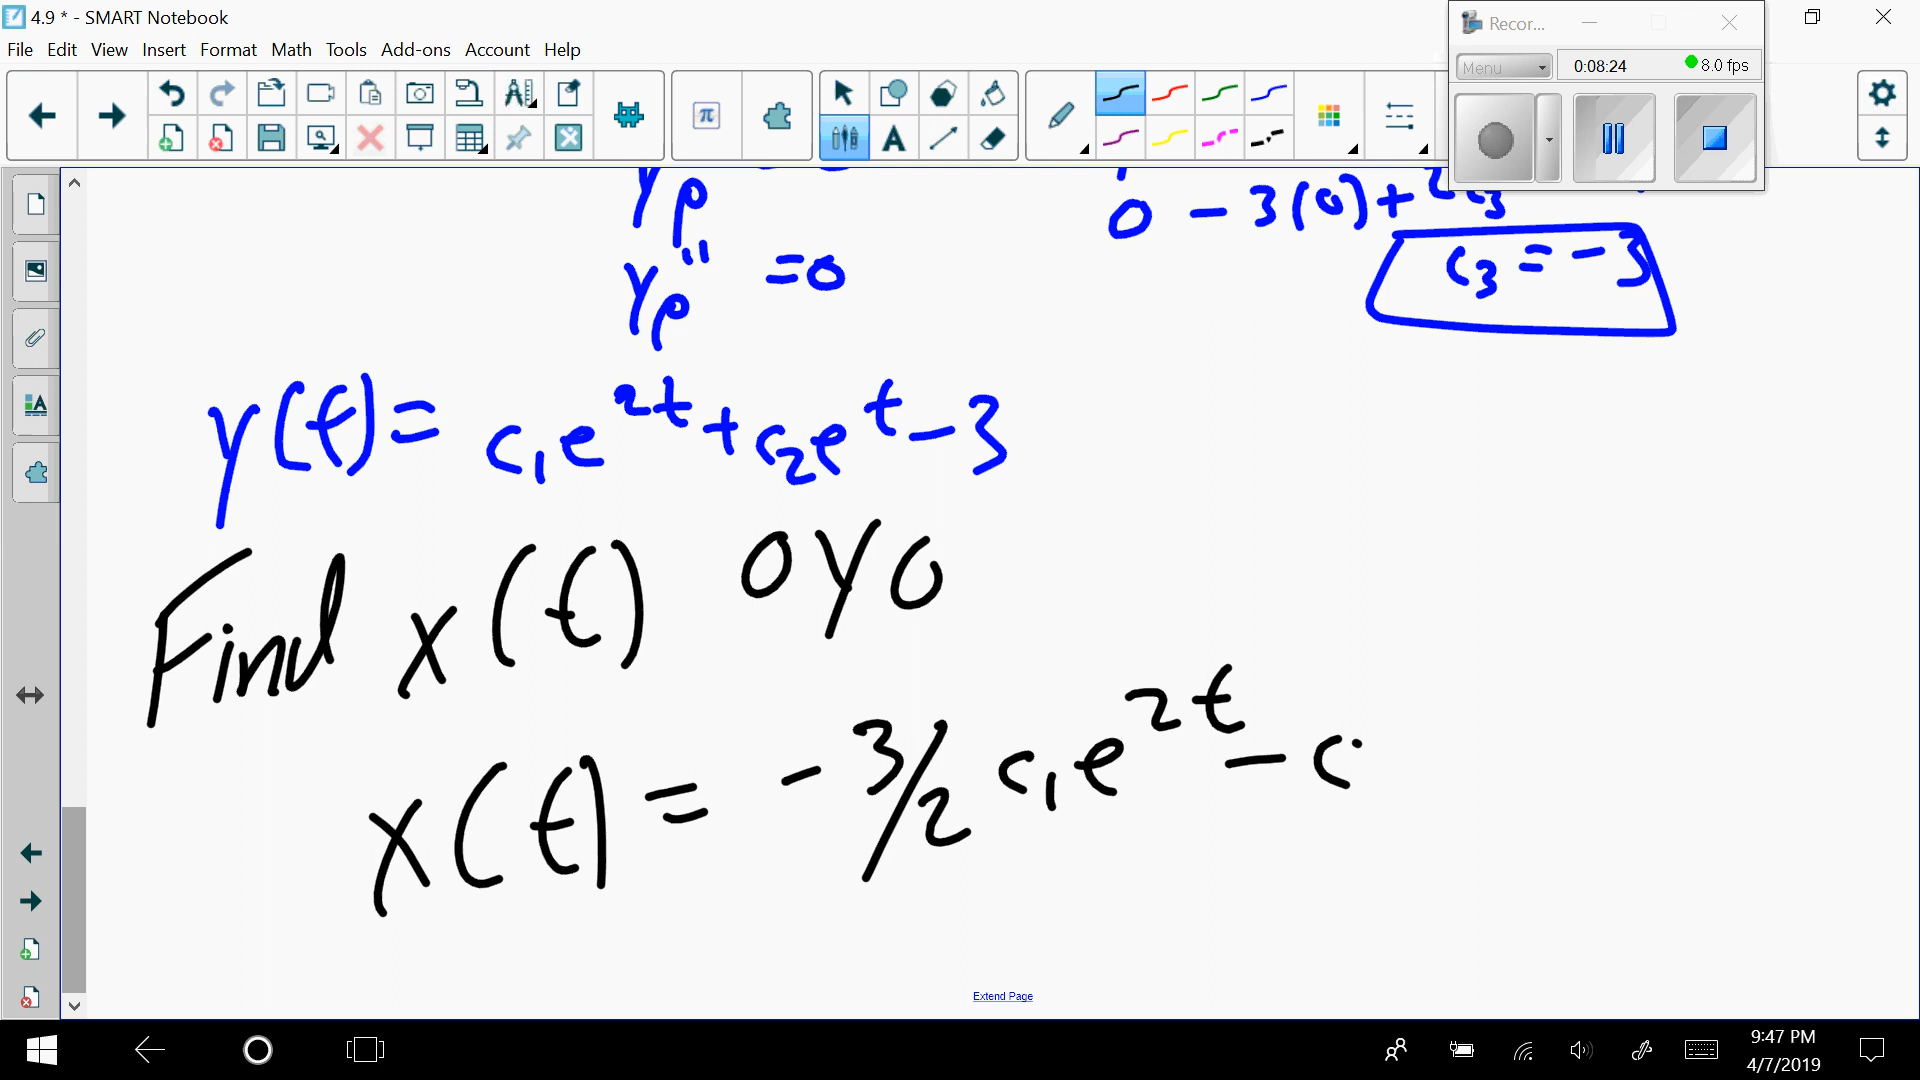 4.9 * - SMART Notebook
File Edit View Insert Format Math Tools Add-ons Account Help
Recor...
Menu
0:08:24
8.0 fps
π
A
A
yp
0 - 3(0) + 2c₃
yp'' = 0
c₃ = -3
y(t) = c₁e^2t + c₂e^t - 3
Find x(t) OYO
x(t) = -3/2 c₁e^2t - c
Extend Page
9:47 PM
4/7/2019